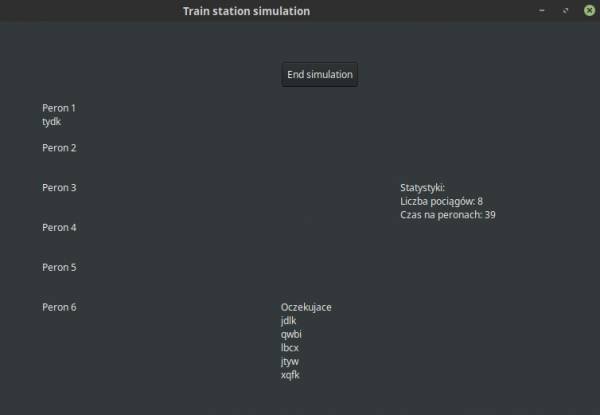 Train station simulation
End simulation
Peron 1
tydk
Peron 2
Peron 3
Statystyki:
Liczba pociągów: 8
Czas na peronach: 39
Peron 4
Peron 5
Peron 6
Oczekujace
jdlk
qwbi
lbcx
jtyw
xqfk